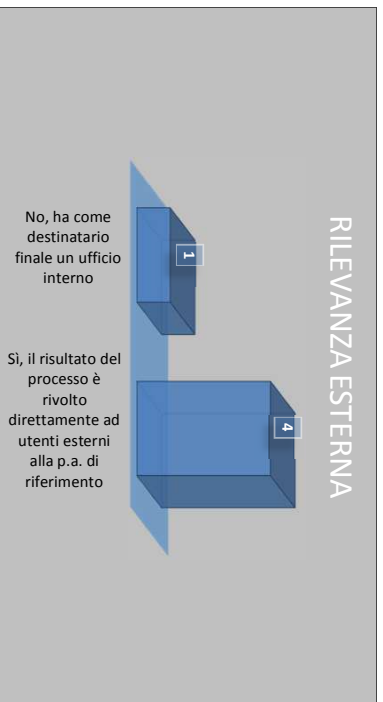 RILEVANZA ESTERNA
1
4
No, ha come
destinatario
finale un ufficio
interno
Sì, il risultato del
processo è
rivolto
direttamente ad
utenti esterni
alla p.a. di
riferimento